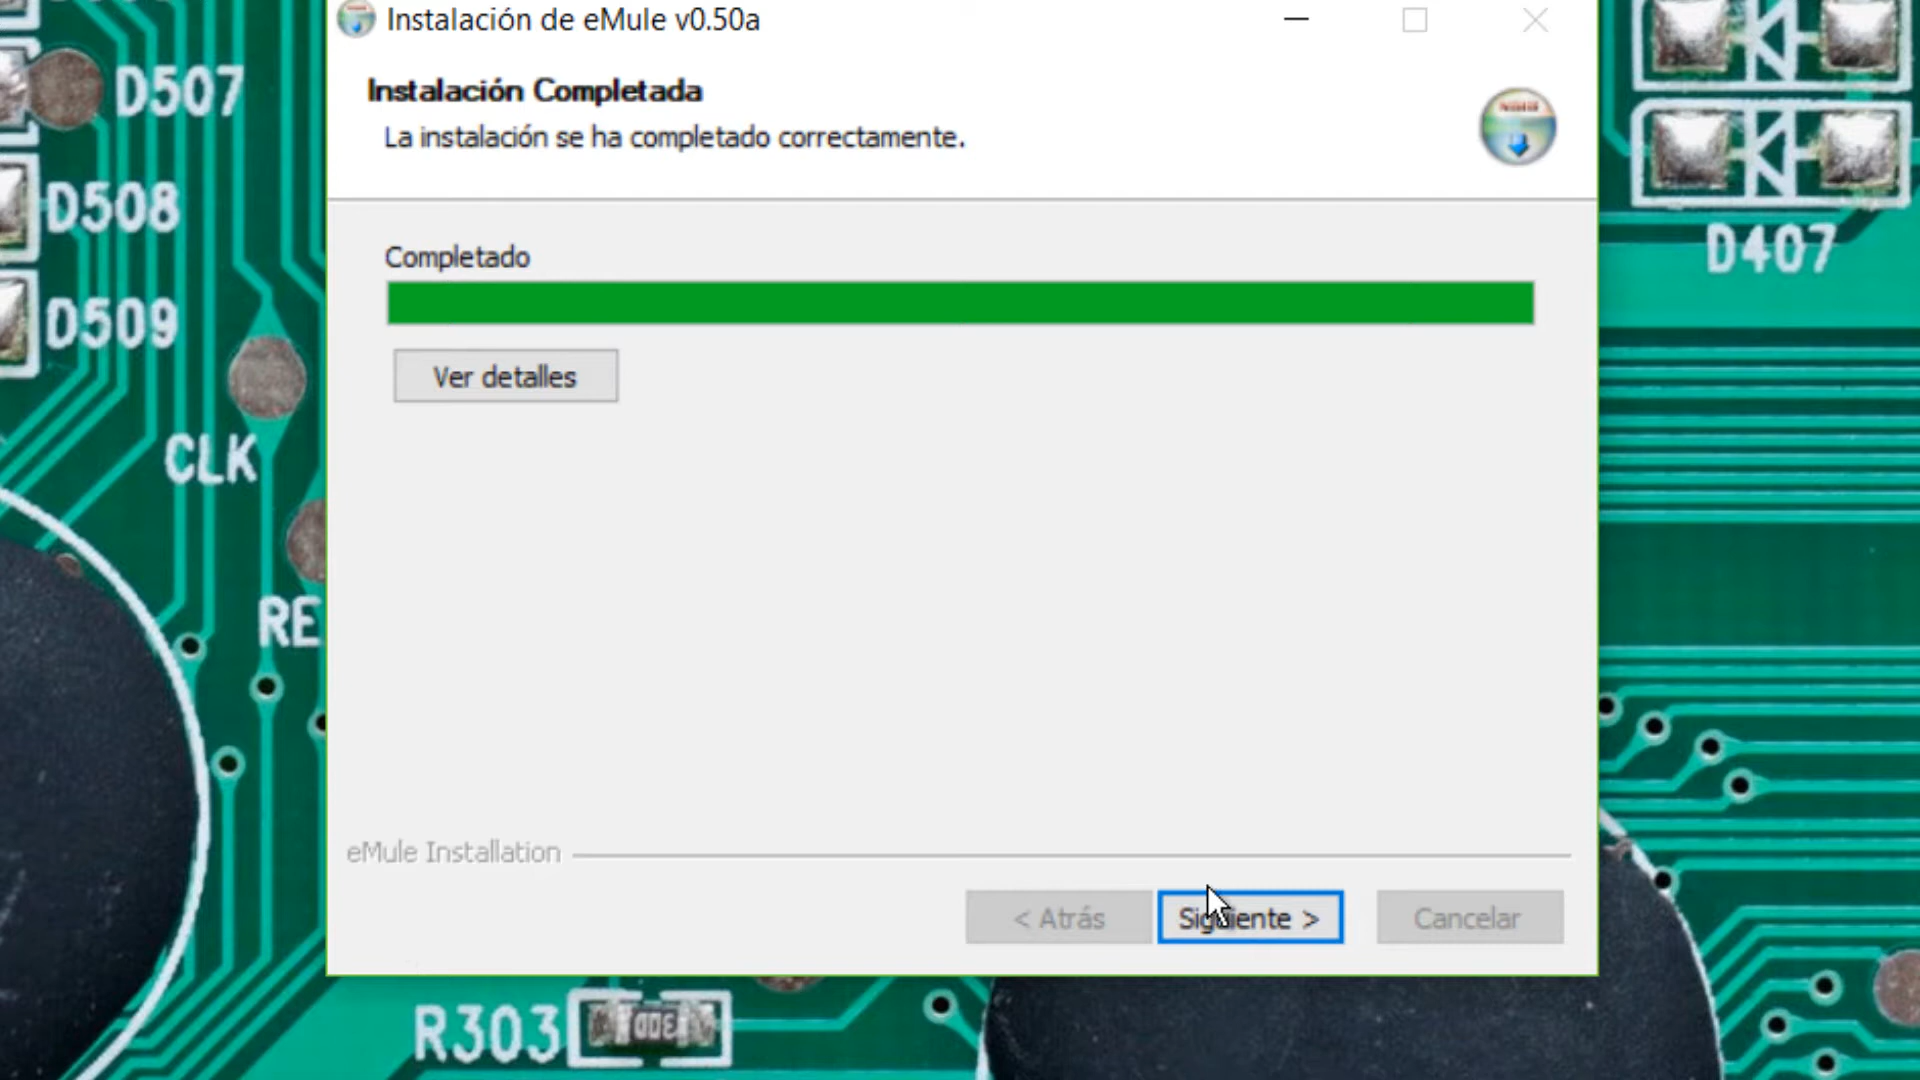 Instalación de eMule v0.50a
Instalación Completada
La instalación se ha completado correctamente.
Completado
Ver detalles
eMule Installation
< Atrás
Siguiente >
Cancelar
D507
D508
D509
CLK
RE
D407
R303
300